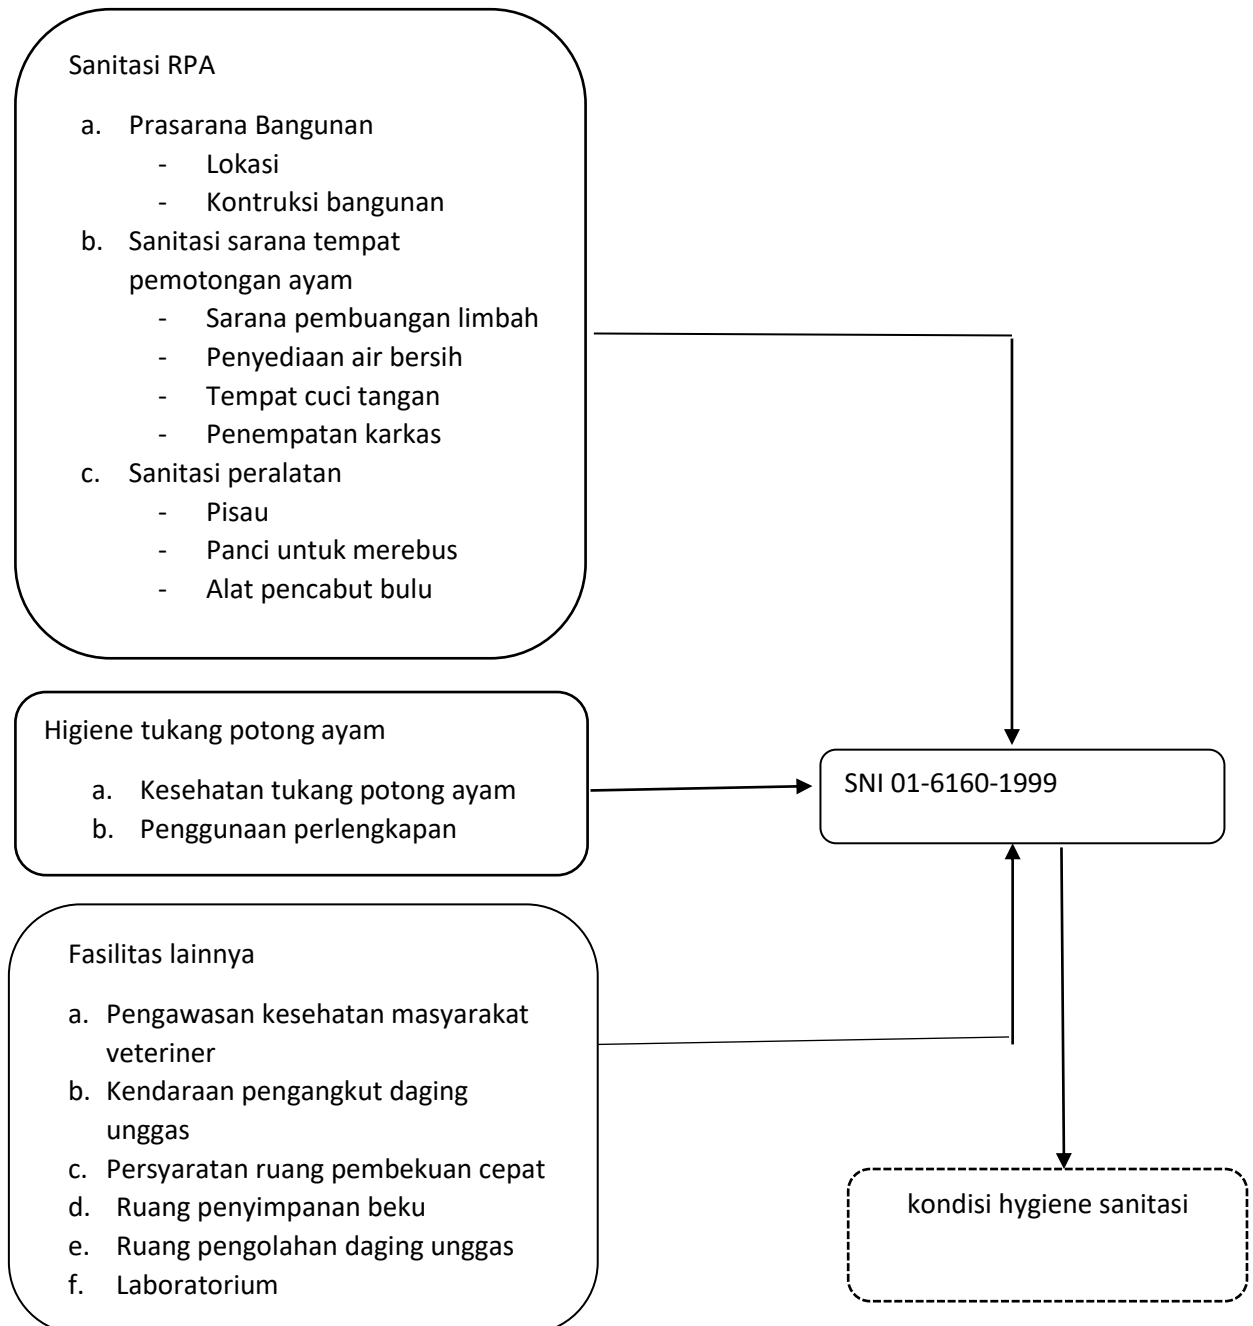 Sanitasi RPA
a. Prasarana Bangunan
- Lokasi
- Kontruksi bangunan
b. Sanitasi sarana tempat
pemotongan ayam
- Sarana pembuangan limbah
- Penyediaan air bersih
- Tempat cuci tangan
- Penempatan karkas
c. Sanitasi peralatan
- Pisau
- Panci untuk merebus
- Alat pencabut bulu
Higiene tukang potong ayam
a. Kesehatan tukang potong ayam
b. Penggunaan perlengkapan
SNI 01-6160-1999
Fasilitas lainnya
a. Pengawasan kesehatan masyarakat
veteriner
b. Kendaraan pengangkut daging
unggas
c. Persyaratan ruang pembekuan cepat
d. Ruang penyimpanan beku
e. Ruang pengolahan daging unggas
f. Laboratorium
kondisi hygiene sanitasi